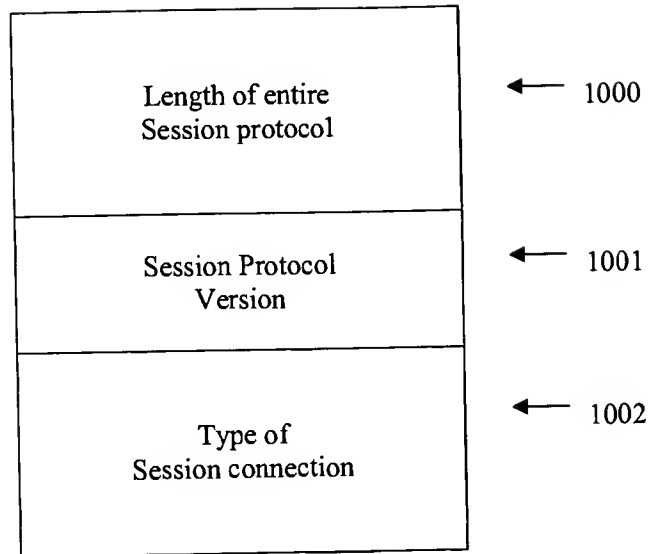 Length of entire
Session protocol
1000
Session Protocol
Version
1001
Type of
Session connection
1002